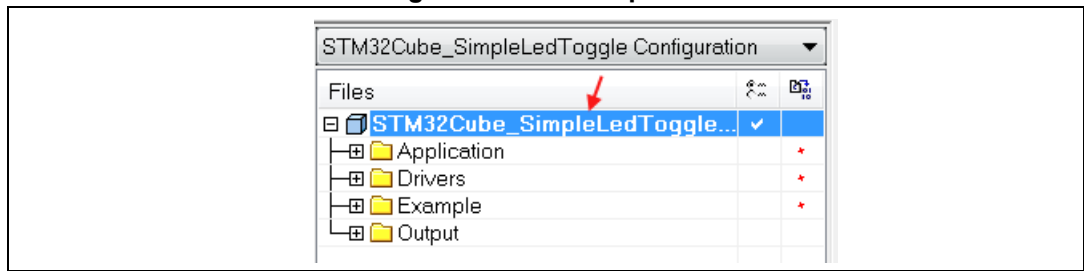 STM32Cube_SimpleLedToggle Configuration
Files
STM32Cube_SimpleLedToggle...
Application
Drivers
Example
Output